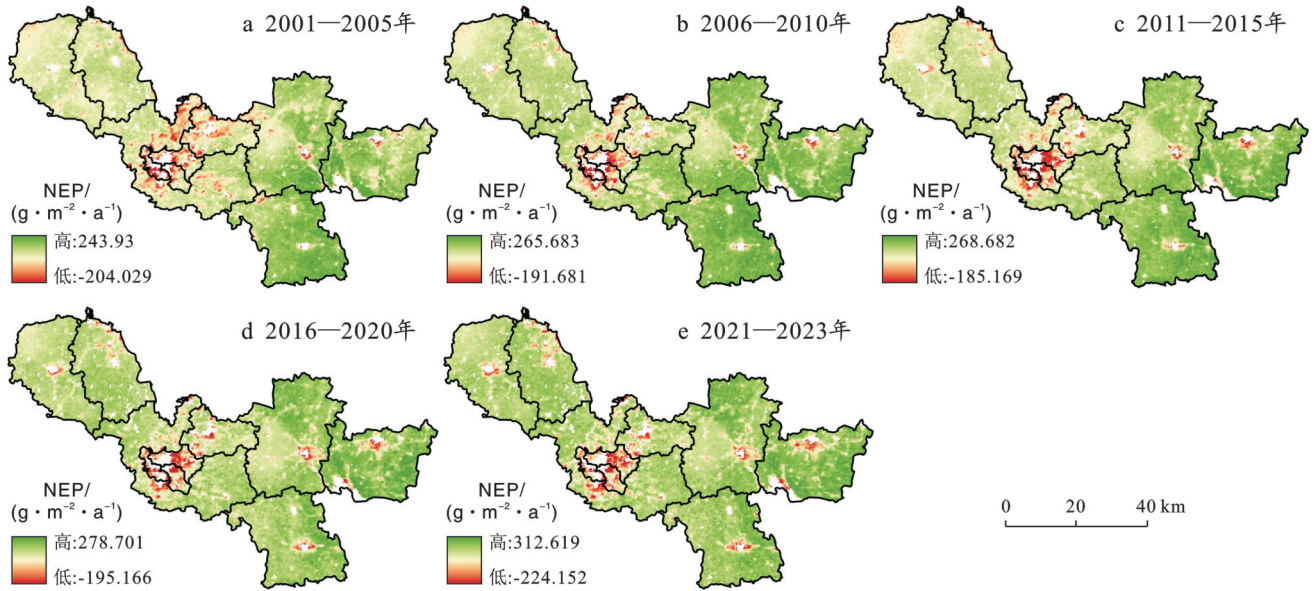 a 2001—2005年
NEP/
(g·m⁻²·a⁻¹)
高:243.93
低:-204.029
b 2006—2010年
NEP/
(g·m⁻²·a⁻¹)
高:265.683
低:-191.681
c 2011—2015年
NEP/
(g·m⁻²·a⁻¹)
高:268.682
低:-185.169
d 2016—2020年
NEP/
(g·m⁻²·a⁻¹)
高:278.701
低:-195.166
e 2021—2023年
NEP/
(g·m⁻²·a⁻¹)
高:312.619
低:-224.152
0 20 40 km